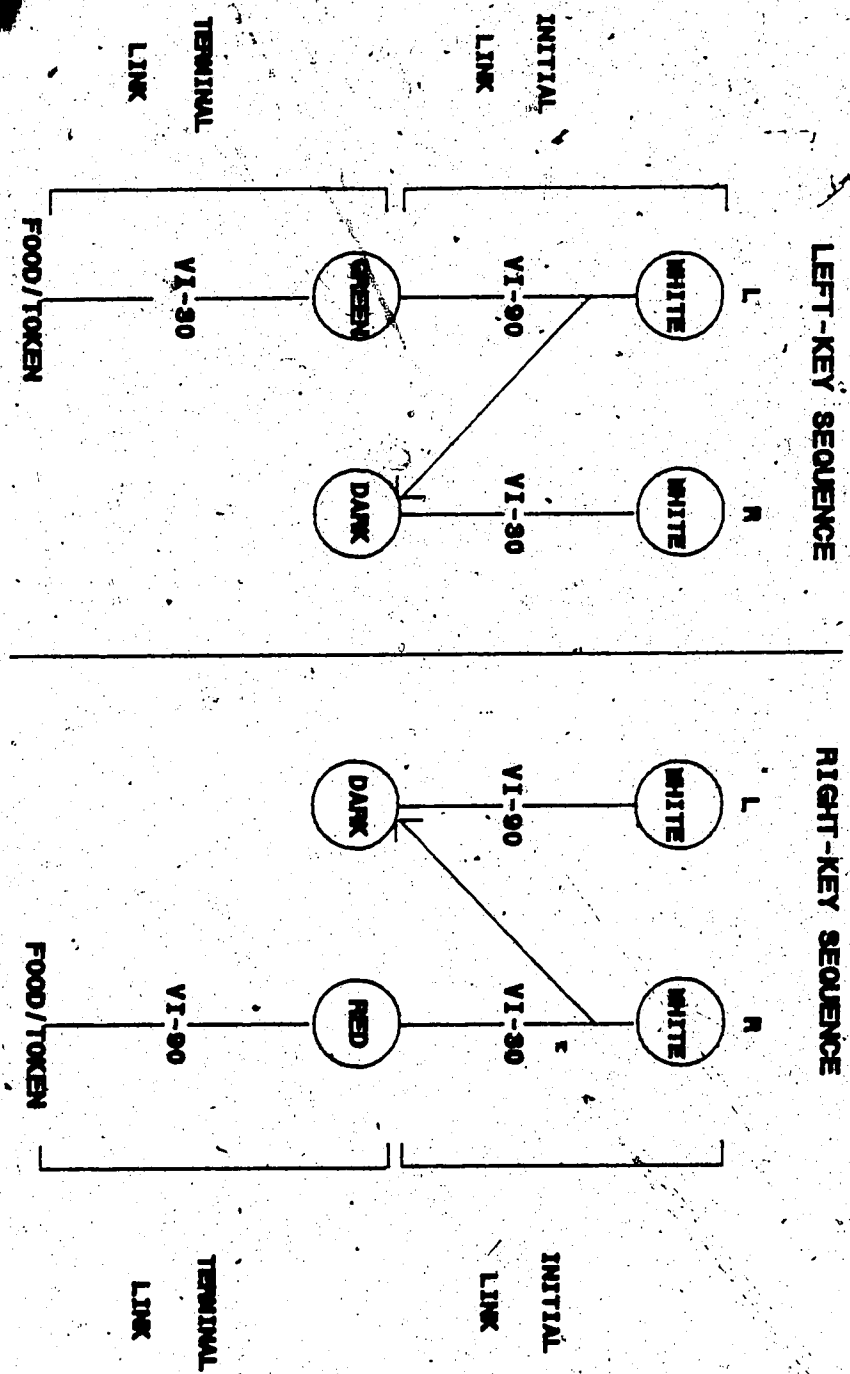 LEFT-KEY SEQUENCE
RIGHT-KEY SEQUENCE
L R L R
WHITE WHITE WHITE WHITE
INITIAL INITIAL
VI-90 VI-30 VI-90 VI-30
LINK LINK
GREEN DARK DARK RED
TERMINAL TERMINAL
VI-30 VI-90
LINK LINK
FOOD/TOKEN FOOD/TOKEN